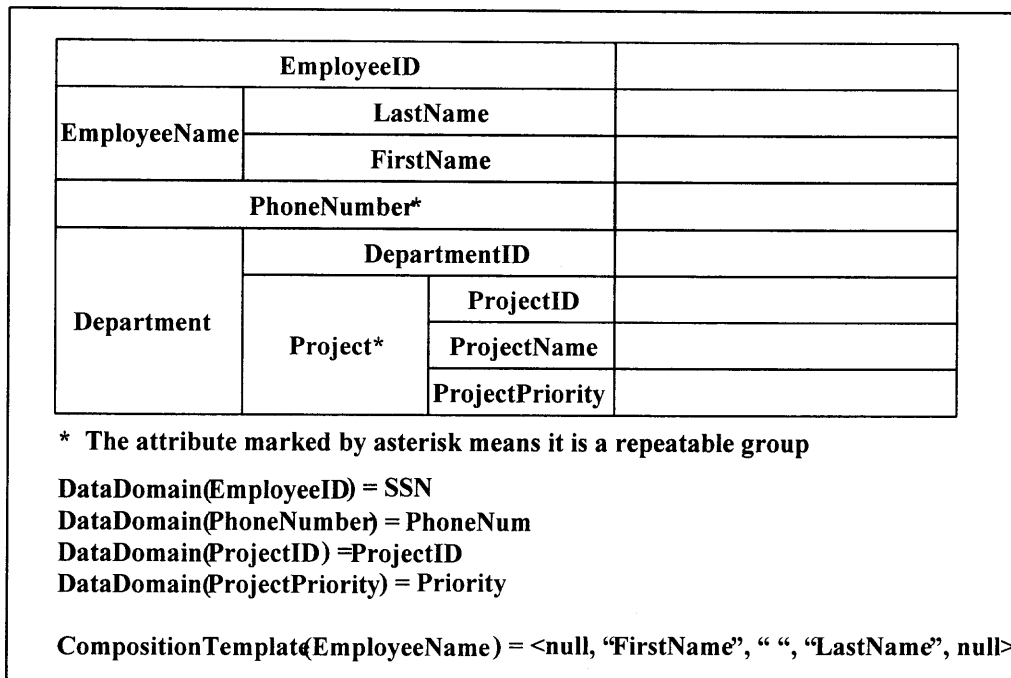 EmployeeID
EmployeeName
LastName
FirstName
PhoneNumber*
Department
DepartmentID
Project*
ProjectID
ProjectName
ProjectPriority
* The attribute marked by asterisk means it is a repeatable group
DataDomain(EmployeeID) = SSN
DataDomain(PhoneNumber) = PhoneNum
DataDomain(ProjectID) =ProjectID
DataDomain(ProjectPriority) = Priority
CompositionTemplate(EmployeeName) = <null, “FirstName”, “ “, “LastName”, null>